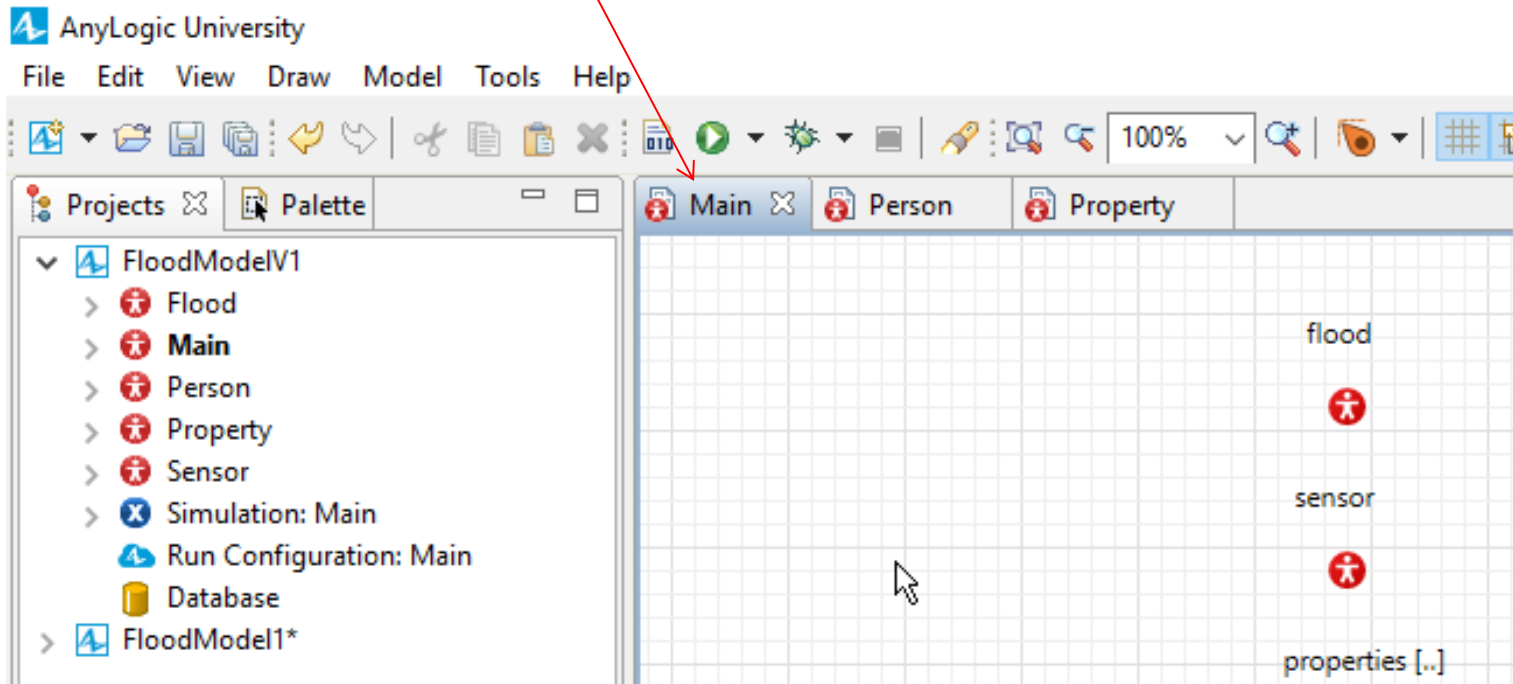 AnyLogic University
File Edit View Draw Model Tools Help
100%
Projects Palette
Main Person Property
FloodModelV1
Flood
Main
Person
Property
Sensor
Simulation: Main
Run Configuration: Main
Database
FloodModel1*
flood
sensor
properties [..]